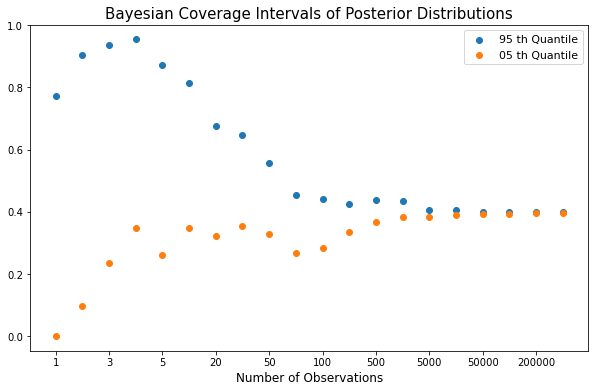 Bayesian Coverage Intervals of Posterior Distributions
95 th Quantile
05 th Quantile
1.0
0.8
0.6
0.4
0.2
0.0
1 3 5 20 50 100 500 5000 50000 200000
Number of Observations